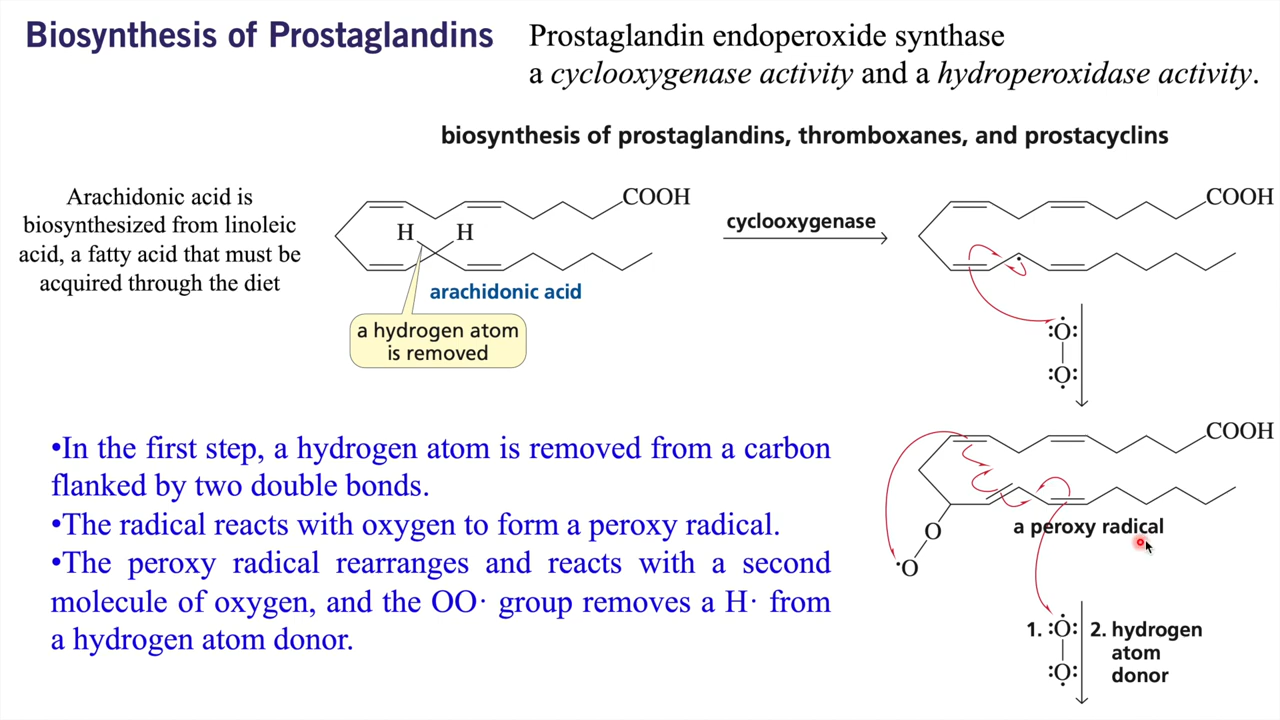 Biosynthesis of Prostaglandins
Prostaglandin endoperoxide synthase
a cyclooxygenase activity and a hydroperoxidase activity.
biosynthesis of prostaglandins, thromboxanes, and prostacyclins
Arachidonic acid is
biosynthesized from linoleic
acid, a fatty acid that must be
acquired through the diet
COOH
H H
arachidonic acid
a hydrogen atom
is removed
cyclooxygenase
COOH
:Ȯ:
:Ọ:
COOH
O
·O
a peroxy radical
1. :Ȯ: 2. hydrogen
atom
:Ọ: donor
•In the first step, a hydrogen atom is removed from a carbon
flanked by two double bonds.
•The radical reacts with oxygen to form a peroxy radical.
•The peroxy radical rearranges and reacts with a second
molecule of oxygen, and the OO· group removes a H· from
a hydrogen atom donor.